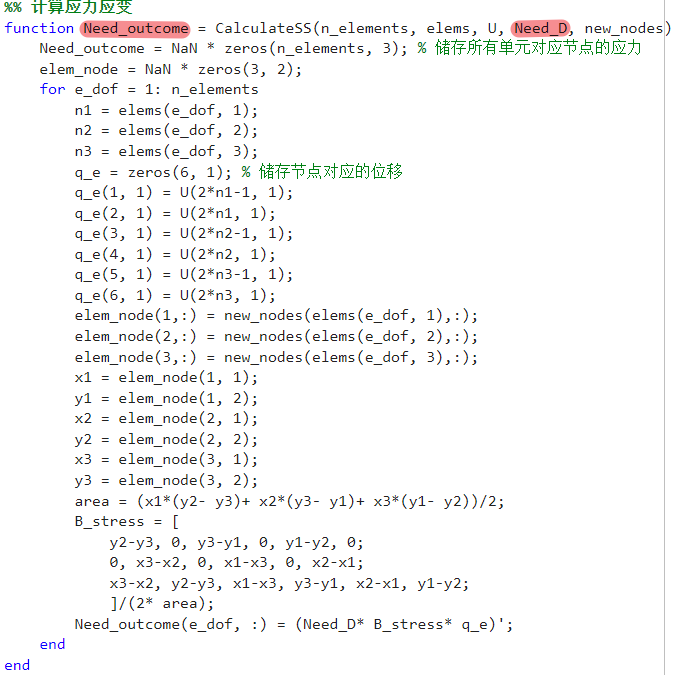 %% 计算应力应变
function Need_outcome = CalculateSS(n_elements, elems, U, Need_D, new_nodes)
Need_outcome = NaN * zeros(n_elements, 3); % 储存所有单元对应节点的应力
elem_node = NaN * zeros(3, 2);
for e_dof = 1: n_elements
n1 = elems(e_dof, 1);
n2 = elems(e_dof, 2);
n3 = elems(e_dof, 3);
q_e = zeros(6, 1); % 储存节点对应的位移
q_e(1, 1) = U(2*n1-1, 1);
q_e(2, 1) = U(2*n1, 1);
q_e(3, 1) = U(2*n2-1, 1);
q_e(4, 1) = U(2*n2, 1);
q_e(5, 1) = U(2*n3-1, 1);
q_e(6, 1) = U(2*n3, 1);
elem_node(1,:) = new_nodes(elems(e_dof, 1),:);
elem_node(2,:) = new_nodes(elems(e_dof, 2),:);
elem_node(3,:) = new_nodes(elems(e_dof, 3),:);
x1 = elem_node(1, 1);
y1 = elem_node(1, 2);
x2 = elem_node(2, 1);
y2 = elem_node(2, 2);
x3 = elem_node(3, 1);
y3 = elem_node(3, 2);
area = (x1*(y2- y3)+ x2*(y3- y1)+ x3*(y1- y2))/2;
B_stress = [
y2-y3, 0, y3-y1, 0, y1-y2, 0;
0, x3-x2, 0, x1-x3, 0, x2-x1;
x3-x2, y2-y3, x1-x3, y3-y1, x2-x1, y1-y2;
]/(2* area);
Need_outcome(e_dof, :) = (Need_D* B_stress* q_e)';
end
end